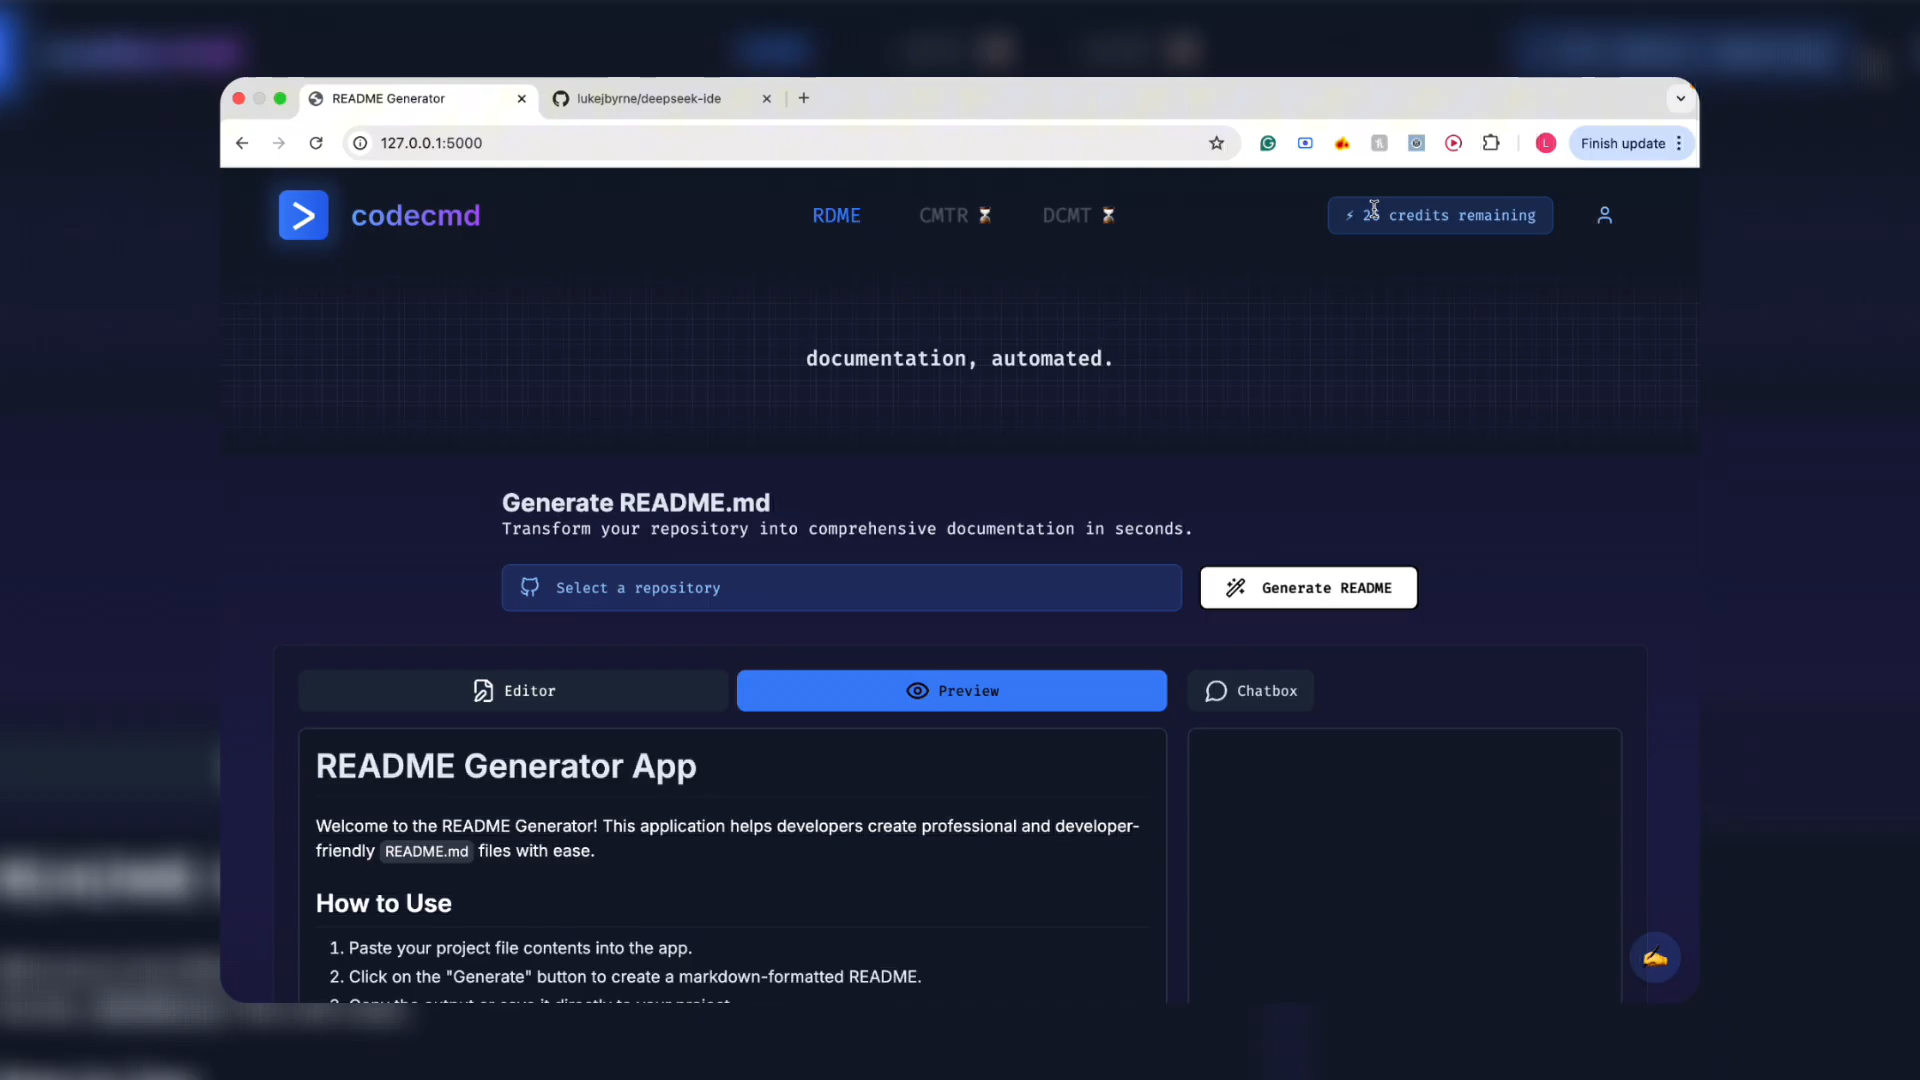 README Generator
lukejbyrne/deepseek-ide
127.0.0.1:5000
L
Finish update
codecmd
RDME
CMTR ⌛
DCMT ⌛
⚡ credits remaining
documentation, automated.
Generate README.md
Transform your repository into comprehensive documentation in seconds.
Select a repository
Generate README
Editor
Preview
Chatbox
README Generator App
Welcome to the README Generator! This application helps developers create professional and developer-
friendly README.md files with ease.
How to Use
1. Paste your project file contents into the app.
2. Click on the "Generate" button to create a markdown-formatted README.